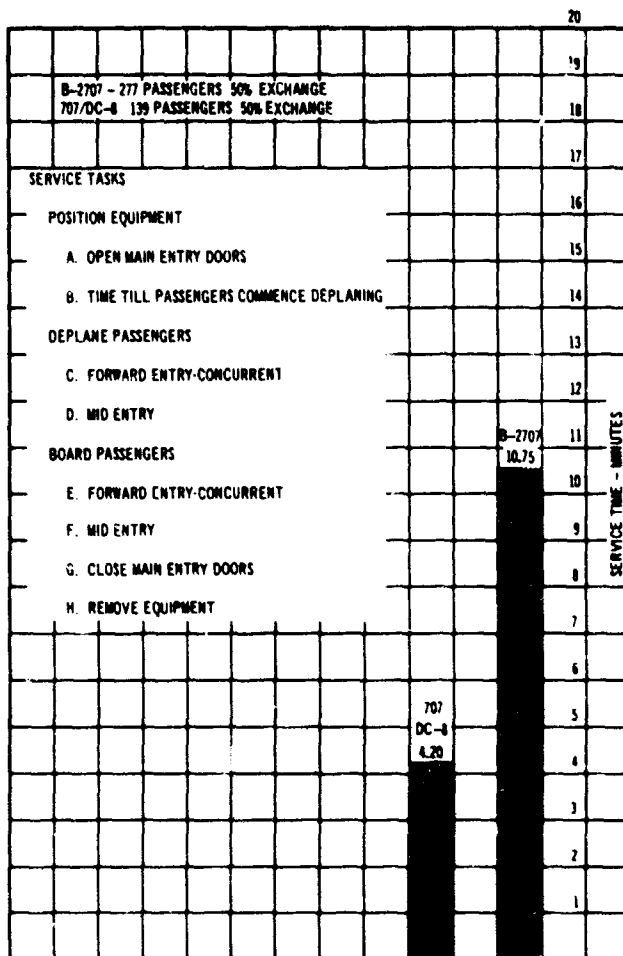 B-2707 - 277 PASSENGERS 50% EXCHANGE
707/DC-8 139 PASSENGERS 50% EXCHANGE
SERVICE TASKS
POSITION EQUIPMENT
A. OPEN MAIN ENTRY DOORS
B. TIME TILL PASSENGERS COMMENCE DEPLANING
DEPLANE PASSENGERS
C. FORWARD ENTRY-CONCURRENT
D. MID ENTRY
BOARD PASSENGERS
E. FORWARD ENTRY-CONCURRENT
F. MID ENTRY
G. CLOSE MAIN ENTRY DOORS
H. REMOVE EQUIPMENT
707
DC-8
4.20
B-2707
10.75
20
19
18
17
16
15
14
13
12
11
10
9
8
7
6
5
4
3
2
1
SERVICE TIME - MINUTES